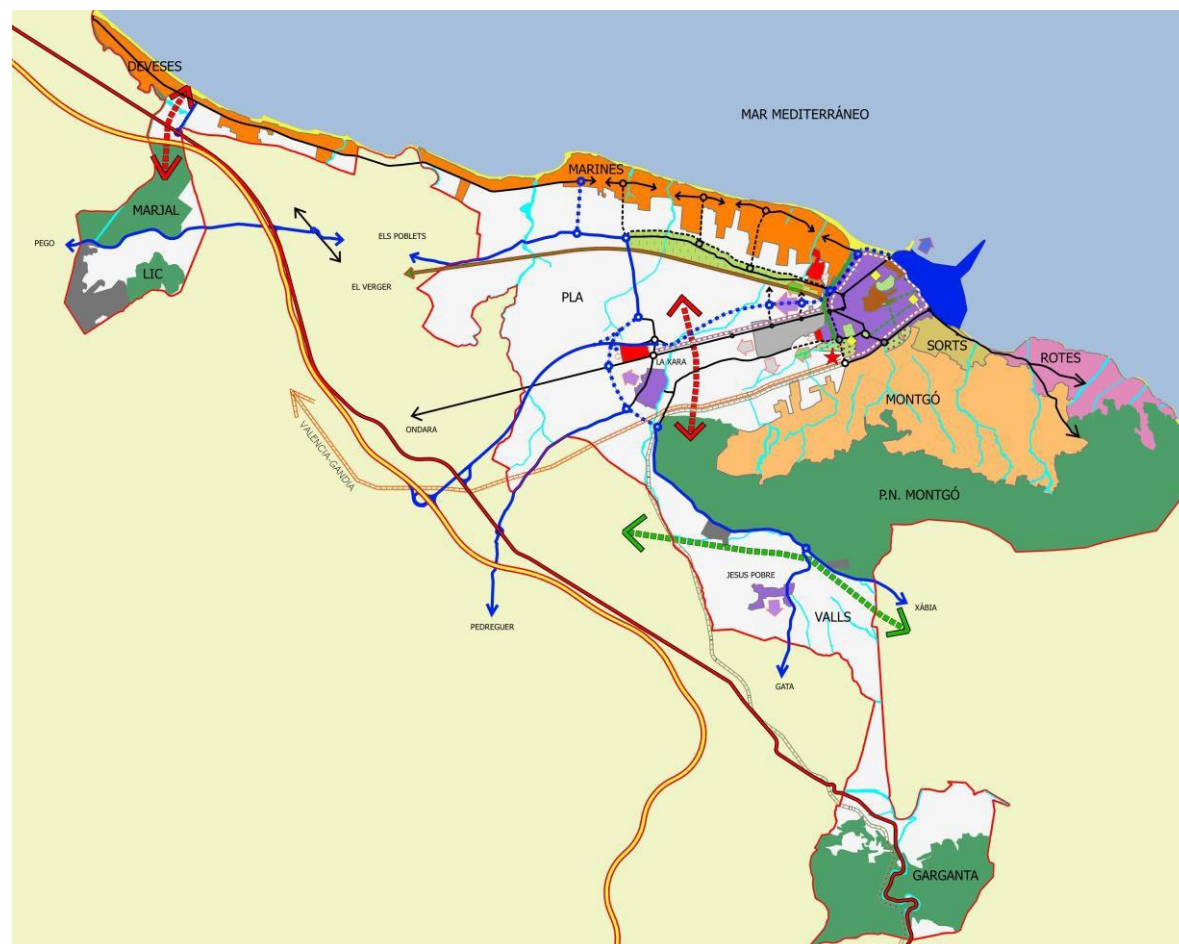 DEVESES
MAR MEDITERRÁNEO
MARINES
MARJAL
PEGO
ELS POBLETS
LIC
EL VERGER
PLA
LA XARA
SORTS
ROTES
MONTGÓ
ONDARA
VALENCIA-GANDIA
P.N. MONTGÓ
JESUS POBRE
XÀBIA
VALLS
PEDREGUER
GATA
GARGANTA